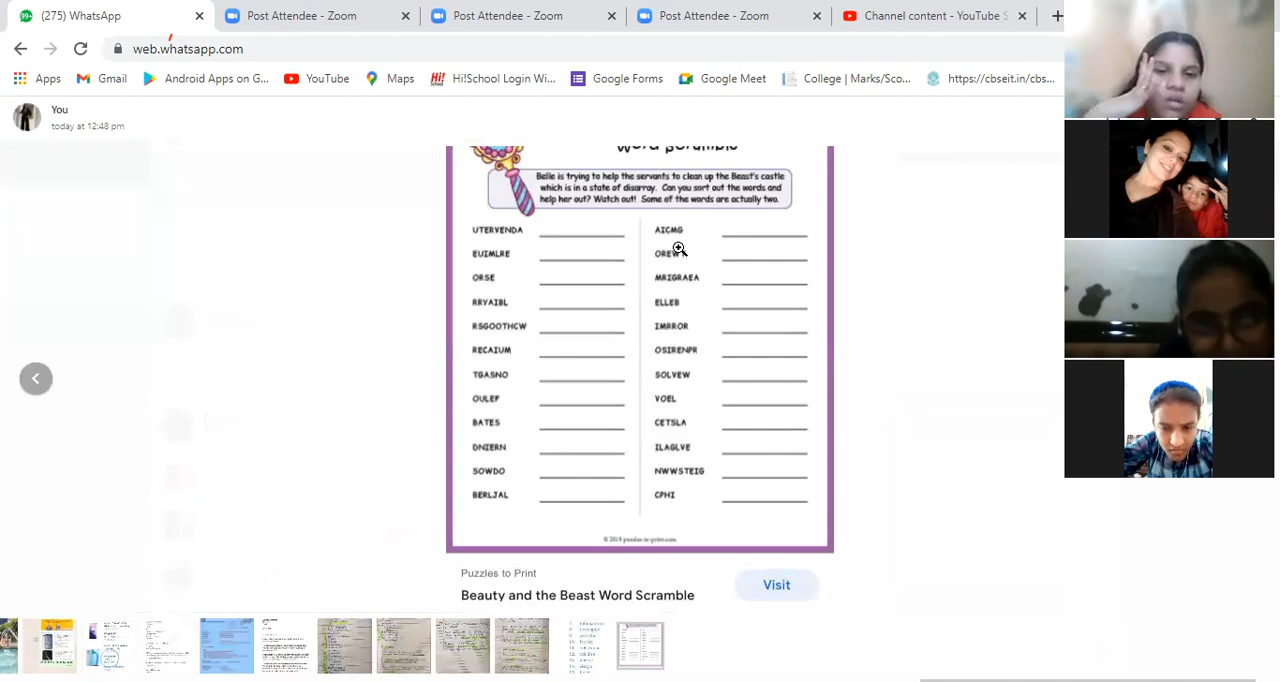 (275) WhatsApp
Post Attendee - Zoom
Post Attendee - Zoom
Post Attendee - Zoom
Channel content - YouTube S
web.whatsapp.com
Apps
Gmail
Android Apps on G...
YouTube
Maps
Hi! Hi!School Login Wi...
Google Forms
Google Meet
College | Marks/Sco...
https://cbseit.in/cbs...
You
today at 12:48 pm
Word Scramble
Belle is trying to help the servants to clean up the Beast's castle
which is in a state of disarray. Can you sort out the words and
help her out? Watch out! Some of the words are actually two.
UTERVENDA
EUIMLRE
ORSE
RRYAIBL
RSGOOTHCW
RECAIUM
TGASNO
OULEF
BATES
DNIERN
SOWDO
BERLJAL
AICMG
MRIGRAEA
ELLEB
IMRROR
OSIRENPR
SOLVEW
VOEL
CETSLA
ILAGLVE
NWWSTEIG
CPHI
Puzzles to Print
Visit
Beauty and the Beast Word Scramble